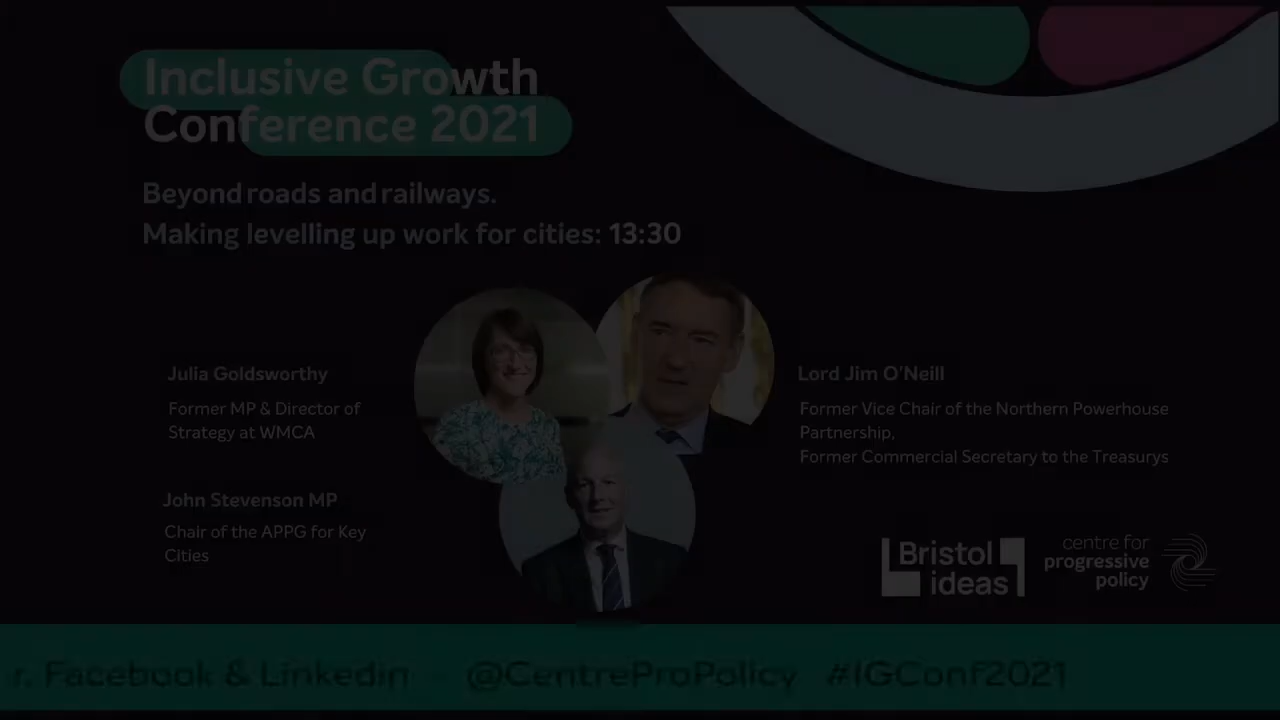 Inclusive Growth
Conference 2021
Beyond roads and railways.
Making levelling up work for cities: 13:30
Julia Goldsworthy
Former MP & Director of
Strategy at WMCA
Lord Jim O'Neill
Former Vice Chair of the Northern Powerhouse
Partnership,
Former Commercial Secretary to the Treasurys
John Stevenson MP
Chair of the APPG for Key
Cities
Bristol
ideas
centre for
progressive
policy
r, Facebook & Linkedin - @CentreProPolicy #IGConf2021